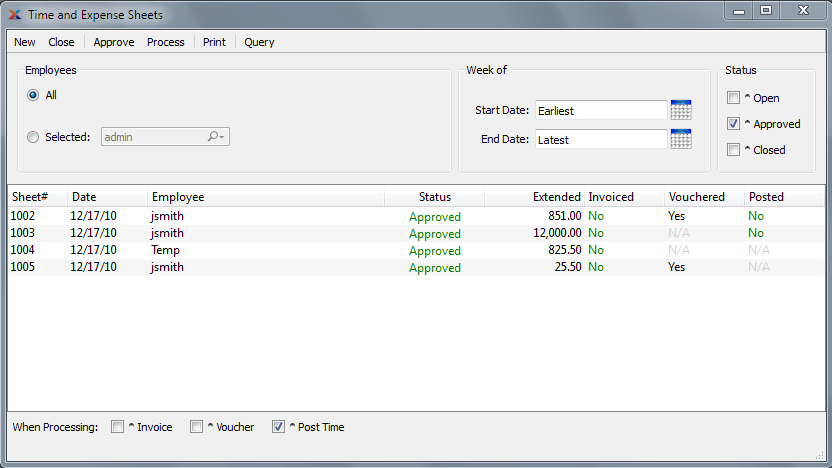 Time and Expense Sheets
New Close Approve Process Print Query
Employees Week of Status
All
Start Date: Earliest
^ Open
Selected: admin
End Date: Latest
^ Approved
^ Closed
Sheet# Date Employee Status Extended Invoiced Vouchered Posted
1002 12/17/10 jsmith Approved 851.00 No Yes No
1003 12/17/10 jsmith Approved 12,000.00 No N/A No
1004 12/17/10 Temp Approved 825.50 No N/A N/A
1005 12/17/10 jsmith Approved 25.50 No Yes N/A
When Processing: ^ Invoice ^ Voucher ^ Post Time